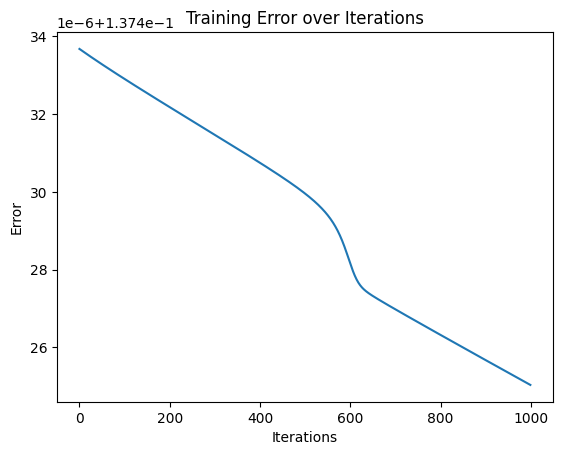 Training Error over Iterations
1e−6+1.374e−1
34
32
30
28
26
Error
0 200 400 600 800 1000
Iterations